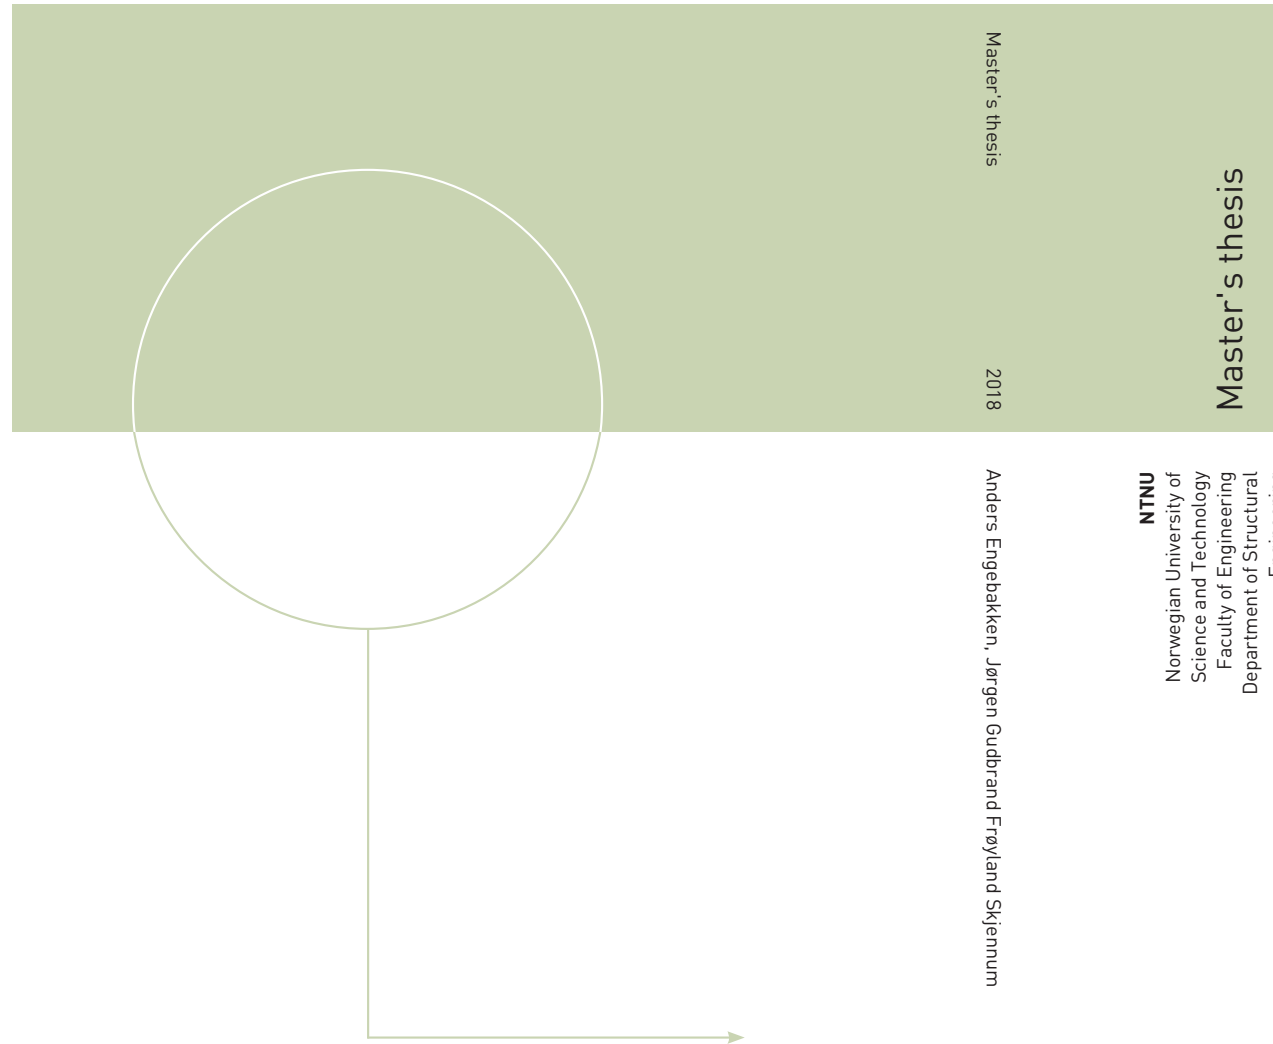 Master's thesis
2018
Anders Engebakken, Jørgen Gudbrand Frøyland Skjennum
Master's thesis
NTNU
Norwegian University of
Science and Technology
Faculty of Engineering
Department of Structural